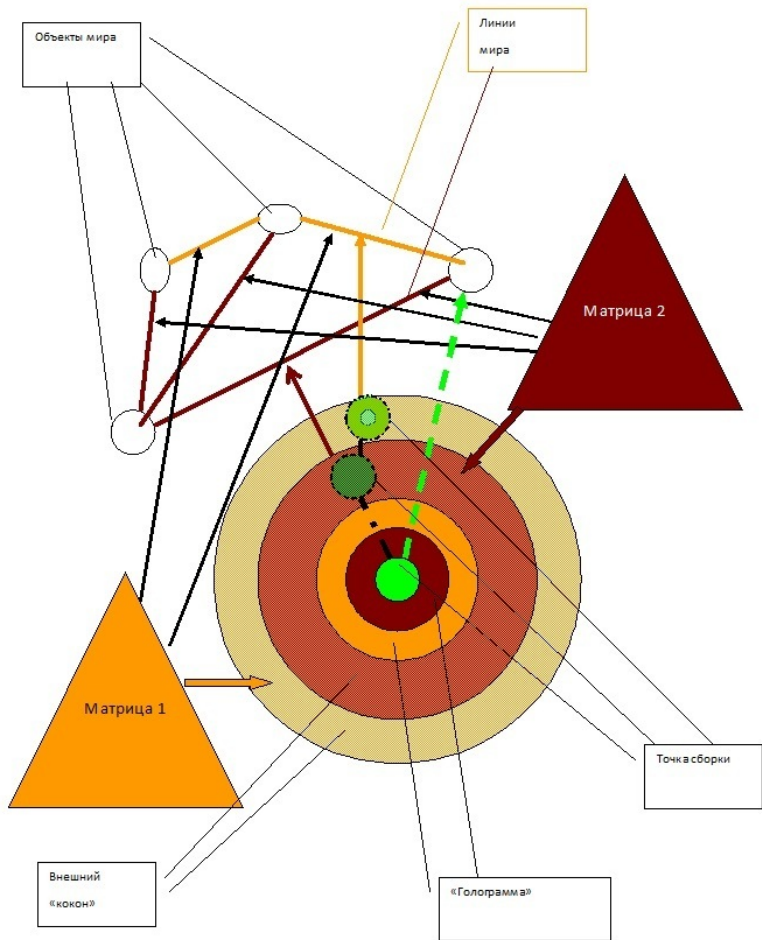 Объекты мира
Линии
мира
Матрица 2
Матрица 1
Точка сборки
Внешний
«кокон»
«Голограмма»